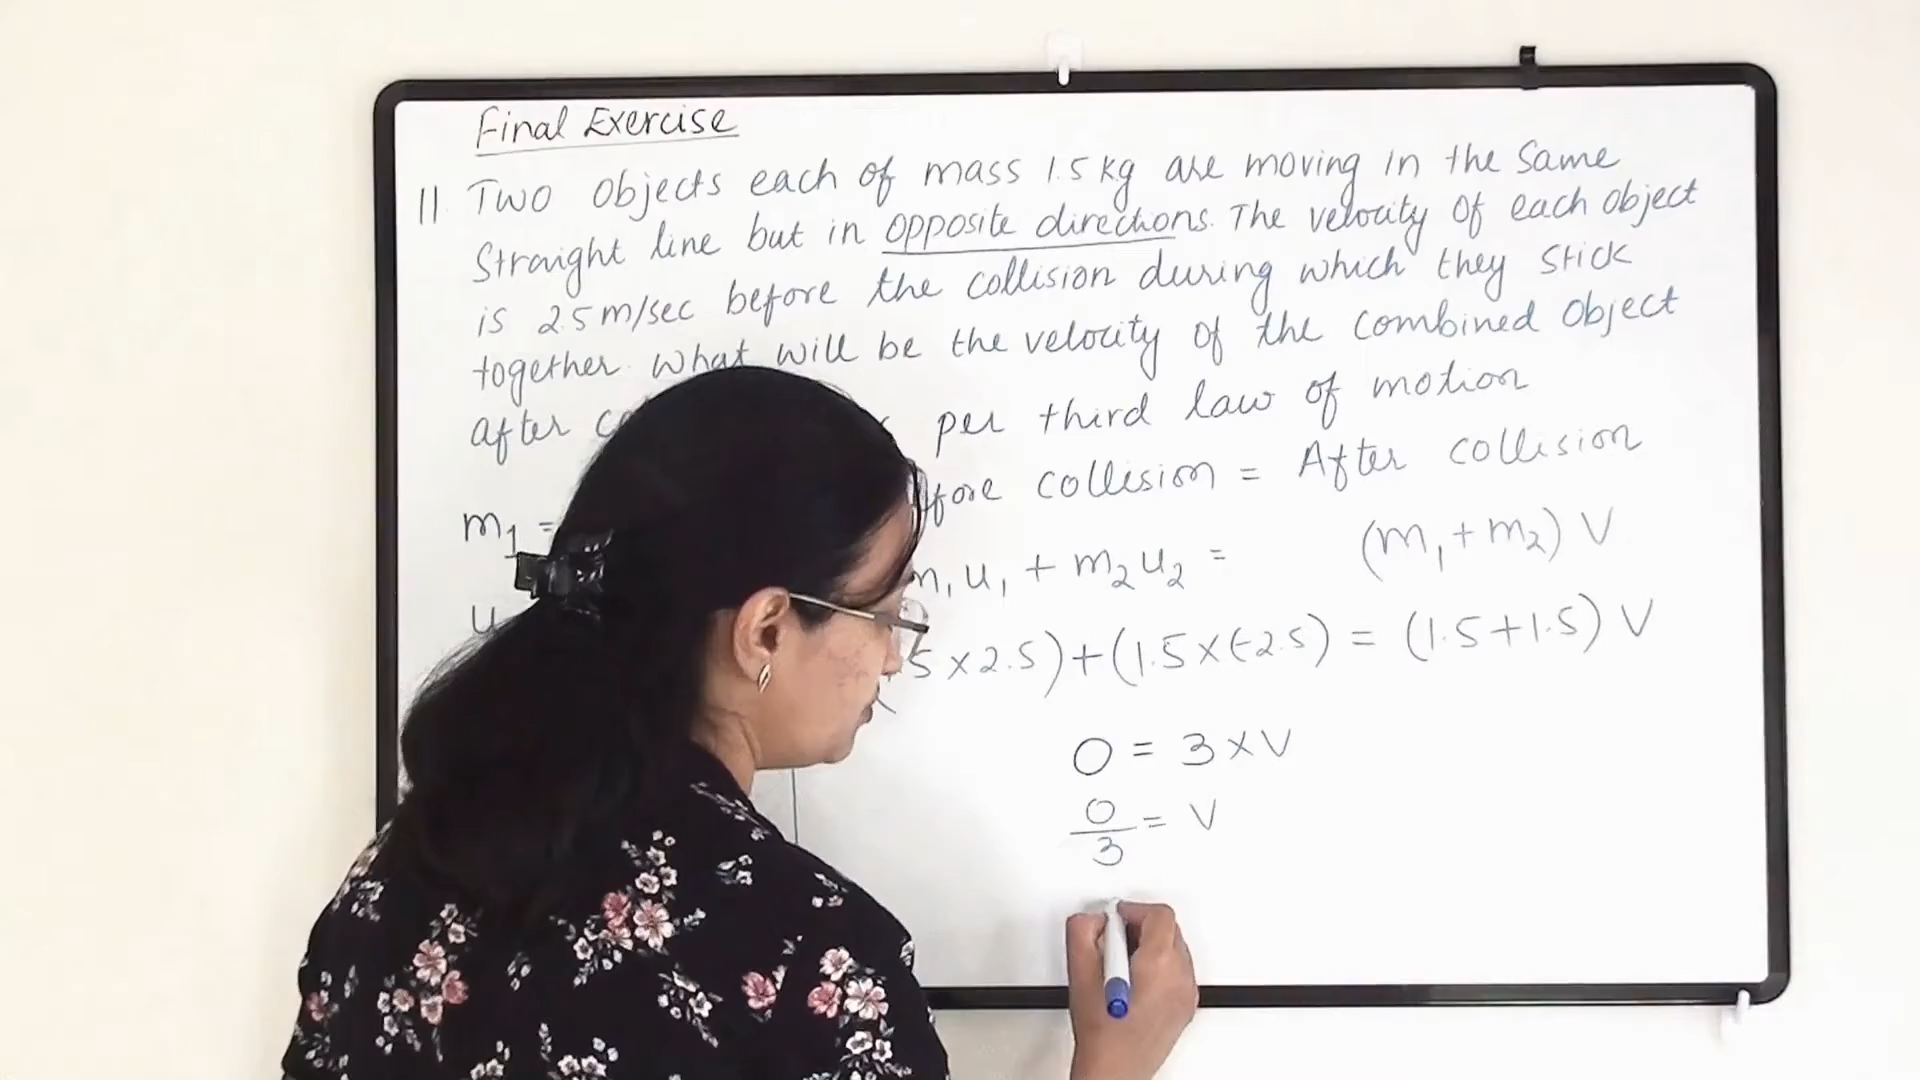 Final Exercise
11. Two objects each of mass 1.5 kg are moving in the same
straight line but in opposite directions. The velocity of each object
is 2.5 m/sec before the collision during which they stick
together. What will be the velocity of the combined object
after per third law of motion
collision = After collision
m1 = m1u1 + m2u2 = (m1+m2) V
u 5 × 2.5) + (1.5×(-2.5) = (1.5+1.5) V
0 = 3 × V
0/3 = V